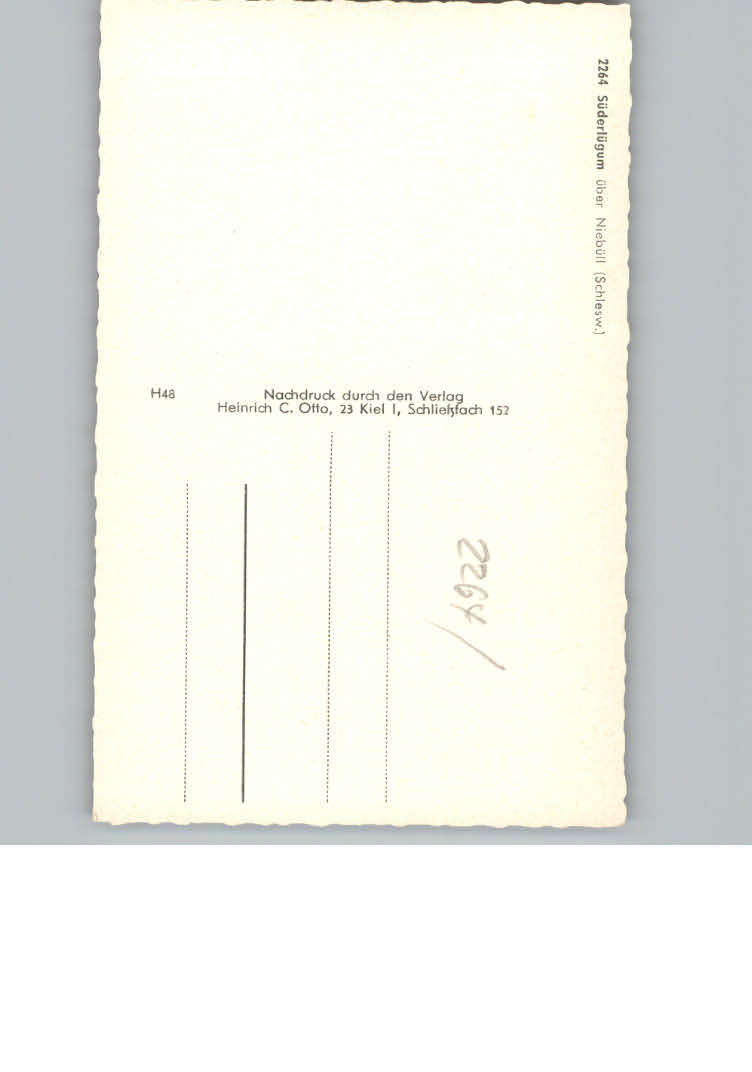 2264 Süderlügum über Niebüll (Schlesw.)
H48
Nachdruck durch den Verlag
Heinrich C. Otto, 23 Kiel I, Schließfach 152
2264/